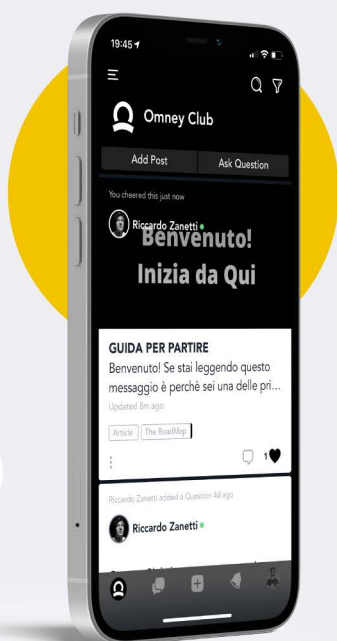 19:45
Omney Club
Add Post
Ask Question
You cheered this just now
Riccardo Zanetti
Benvenuto!
Inizia da Qui
GUIDA PER PARTIRE
Benvenuto! Se stai leggendo questo
messaggio è perchè sei una delle pri...
Updated 8m ago
Article
The RoadMap
1
Riccardo Zanetti added a Question 4d ago
Riccardo Zanetti